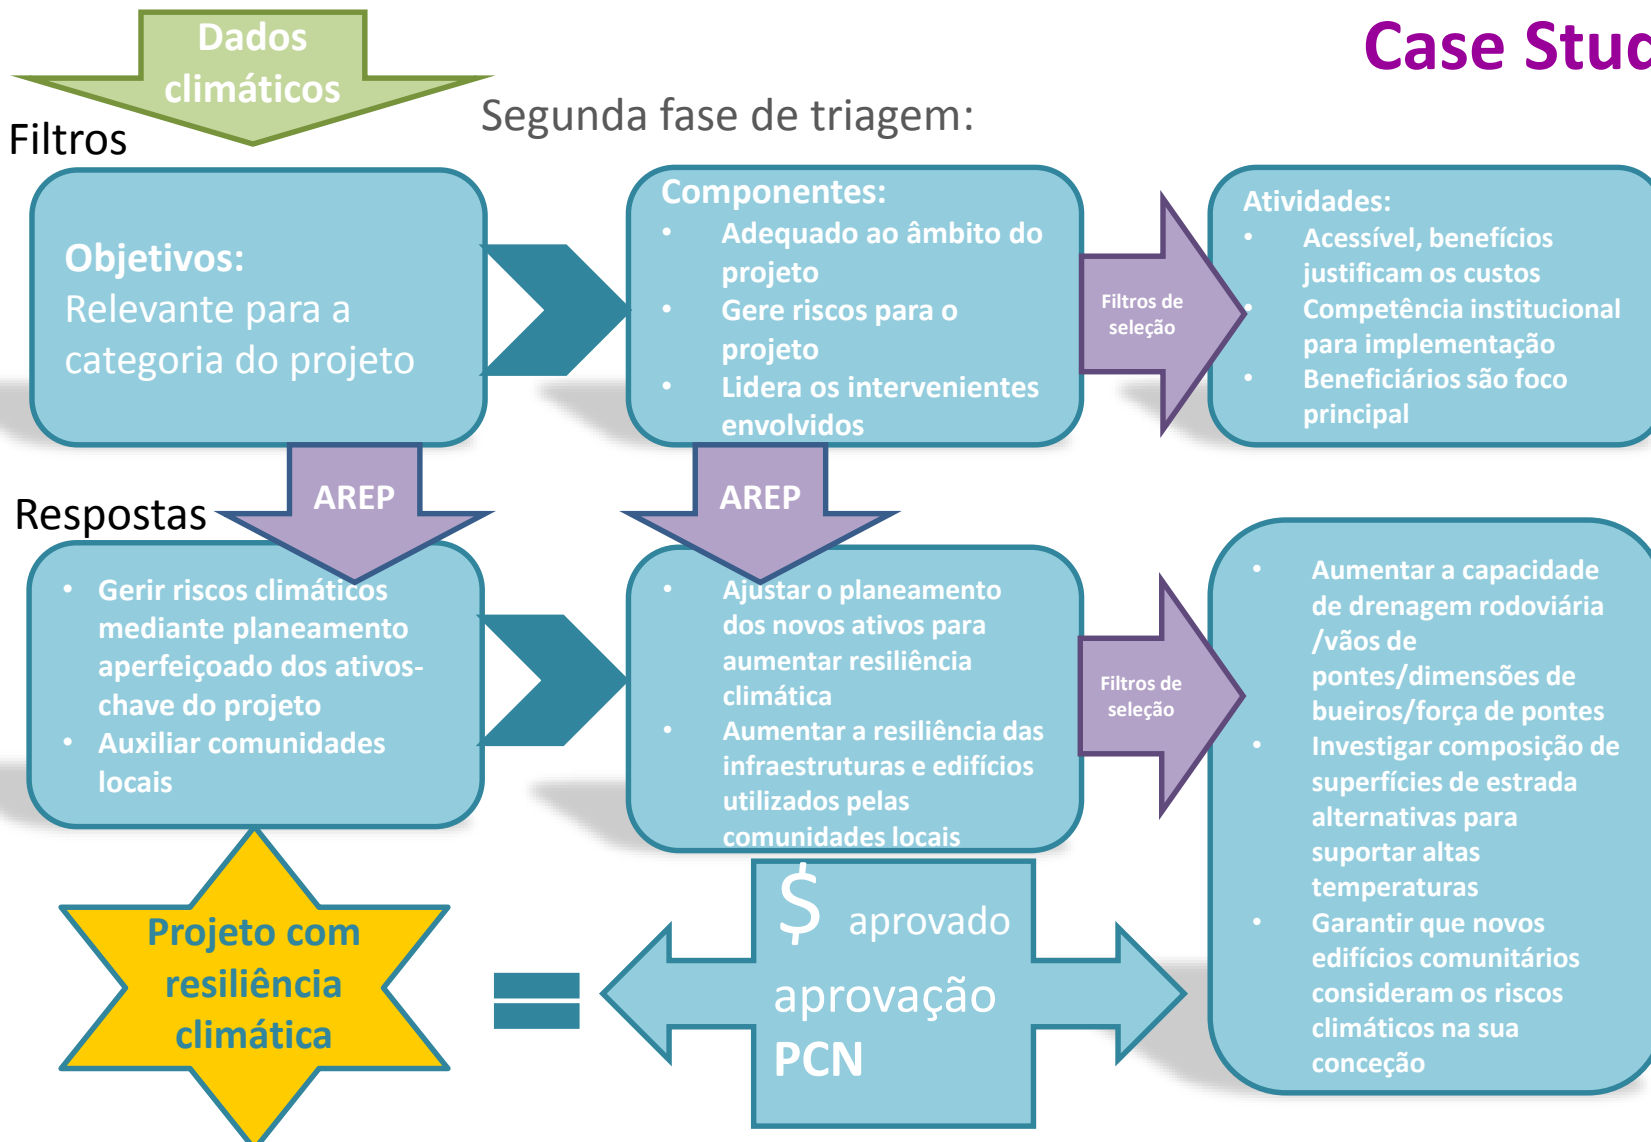 Dados
climáticos
Case Stud
Segunda fase de triagem:
Filtros
Objetivos:
Relevante para a
categoria do projeto
Componentes:
• Adequado ao âmbito do
projeto
• Gere riscos para o
projeto
• Lidera os intervenientes
envolvidos
Filtros de
seleção
Atividades:
• Acessível, benefícios
justificam os custos
• Competência institucional
para implementação
• Beneficiários são foco
principal
AREP
AREP
Respostas
• Gerir riscos climáticos
mediante planeamento
aperfeiçoado dos ativos-
chave do projeto
• Auxiliar comunidades
locais
• Ajustar o planeamento
dos novos ativos para
aumentar resiliência
climática
• Aumentar a resiliência das
infraestruturas e edifícios
utilizados pelas
comunidades locais
Filtros de
seleção
• Aumentar a capacidade
de drenagem rodoviária
/vãos de
pontes/dimensões de
bueiros/força de pontes
• Investigar composição de
superfícies de estrada
alternativas para
suportar altas
temperaturas
• Garantir que novos
edifícios comunitários
consideram os riscos
climáticos na sua
conceção
Projeto com
resiliência
climática
$ aprovado
aprovação
PCN